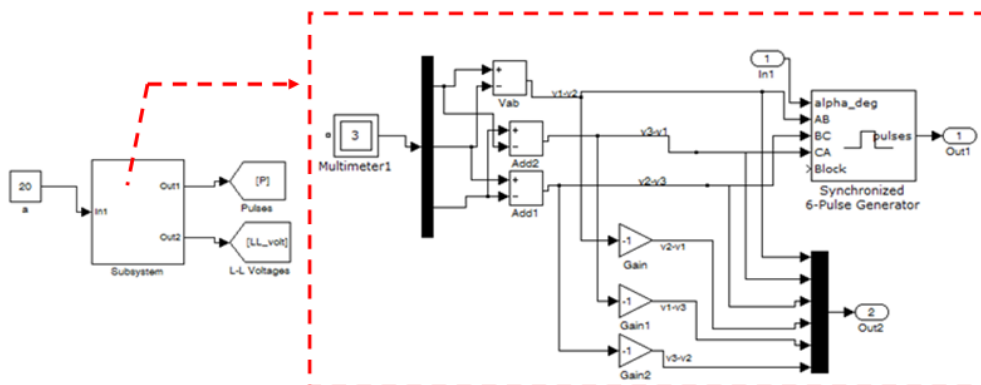 20
a
In1
Out1
Out2
Subsystem
[P]
Pulses
[LL_volt]
L-L Voltages
3
Multimeter1
+
−
Vab
v1-v2
+
−
Add2
v3-v1
+
−
Add1
v2-v3
1
In1
alpha_deg
AB
BC
CA
Block
pulses
Synchronized
6-Pulse Generator
1
Out1
-1
v2-v1
Gain
-1
v1-v3
Gain1
-1
v3-v2
Gain2
2
Out2